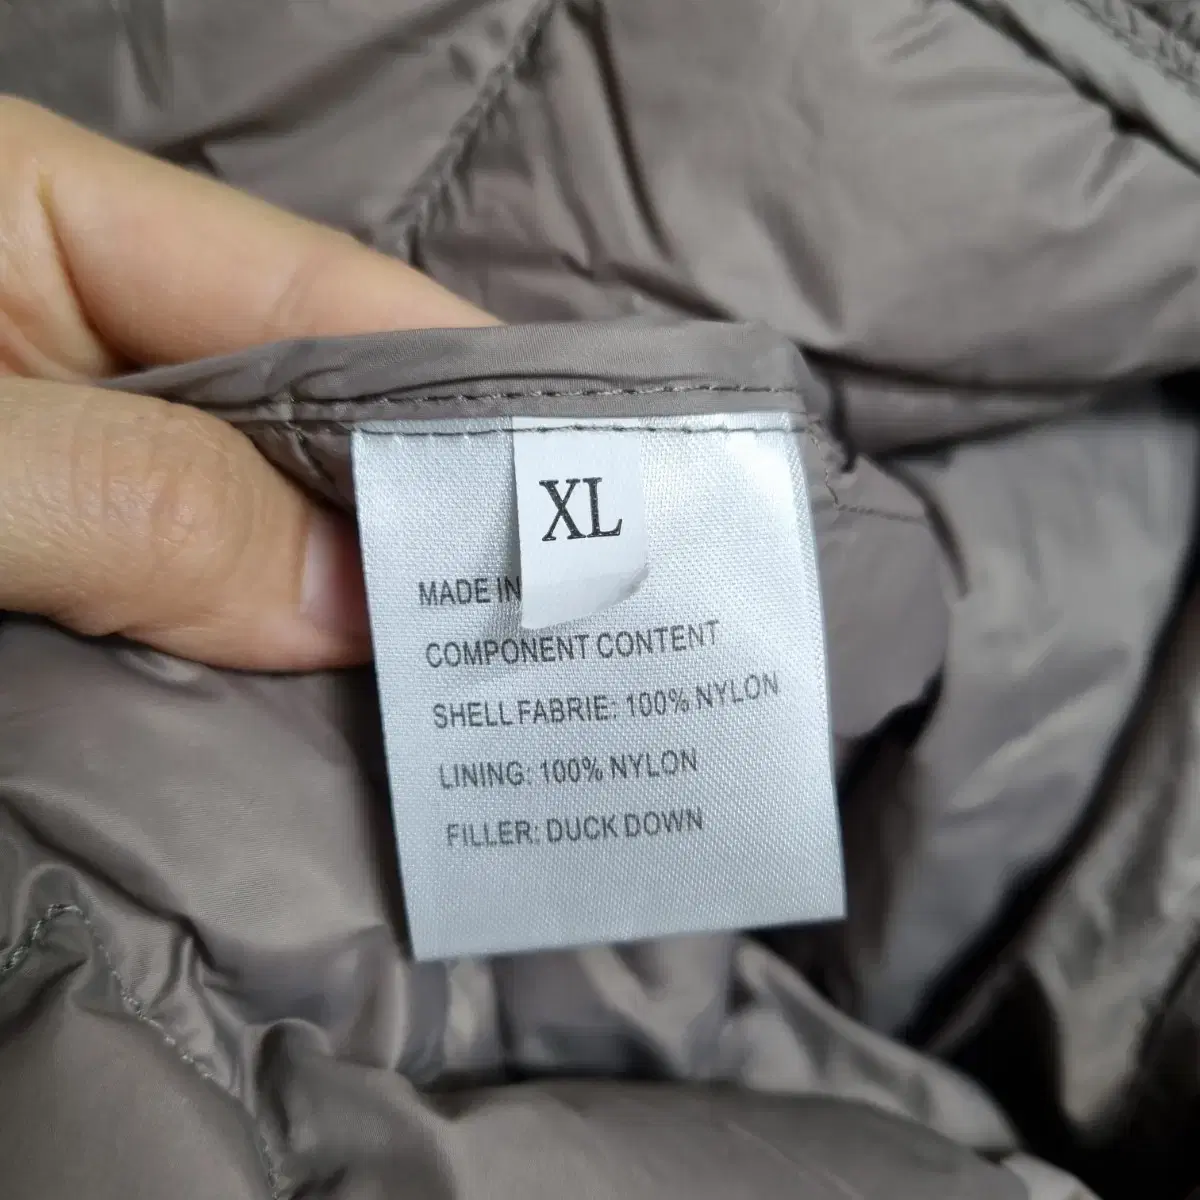 XL
MADE IN
COMPONENT CONTENT
SHELL FABRIE: 100% NYLON
LINING: 100% NYLON
FILLER: DUCK DOWN